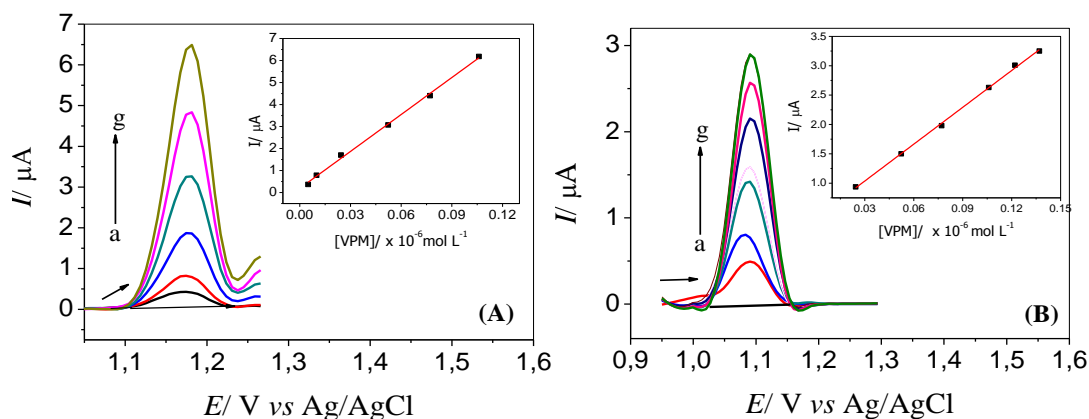 7
6
5
4
3
2
1
0
I/ μA
g
a
1,1 1,2 1,3 1,4 1,5 1,6
E/ V vs Ag/AgCl
(A)
7
6
5
4
3
2
1
0
I/ μA
0.00 0.03 0.06 0.09 0.12
[VPM]/ x 10⁻⁶ mol L⁻¹
3
2
1
0
I/ μA
g
a
0,9 1,0 1,1 1,2 1,3 1,4 1,5 1,6
E/ V vs Ag/AgCl
(B)
3.5
3.0
2.5
2.0
1.5
1.0
I/ μA
0.03 0.06 0.09 0.12 0.15
[VPM]/ x 10⁻⁶ mol L⁻¹